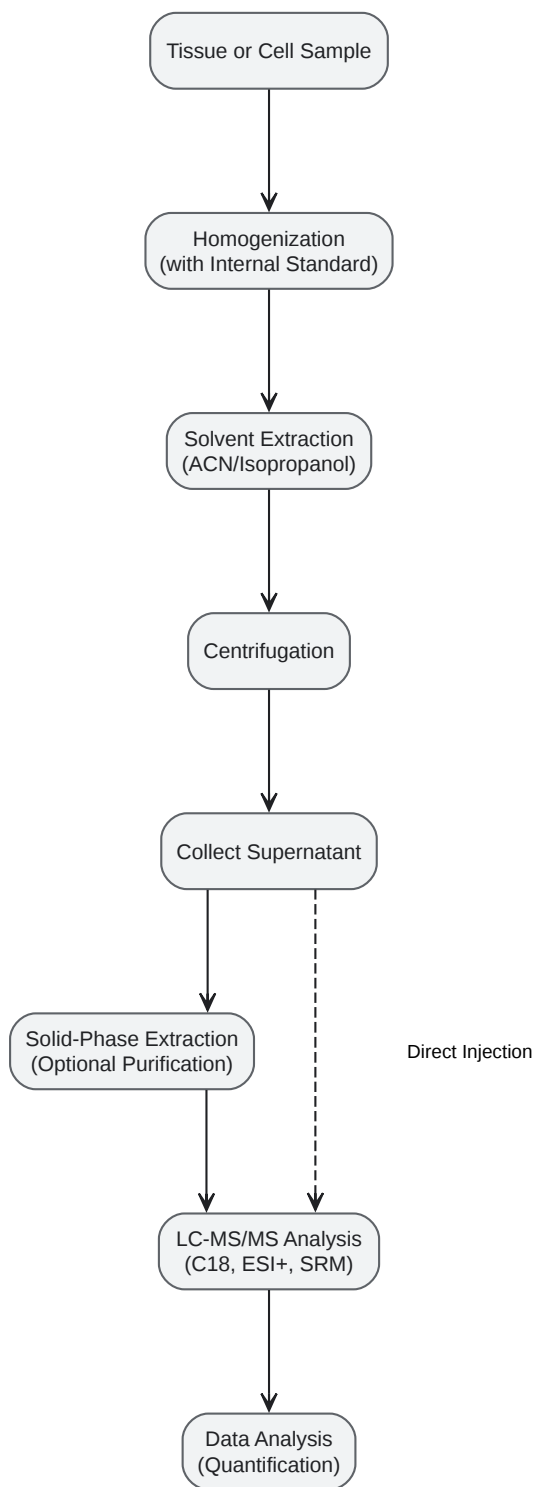 Tissue or Cell Sample
Homogenization
(with Internal Standard)
Solvent Extraction
(ACN/Isopropanol)
Centrifugation
Collect Supernatant
Solid-Phase Extraction
(Optional Purification)
Direct Injection
LC-MS/MS Analysis
(C18, ESI+, SRM)
Data Analysis
(Quantification)